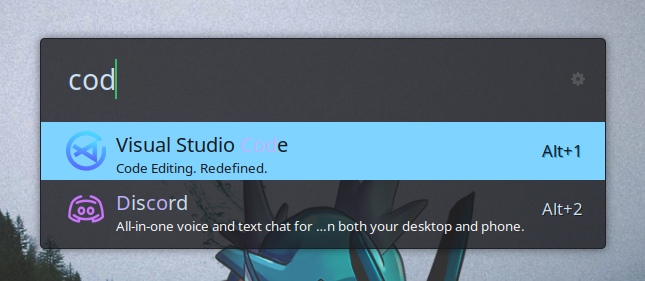 cod
Visual Studio Code
Code Editing. Redefined.
Alt+1
Discord
All-in-one voice and text chat for ...n both your desktop and phone.
Alt+2